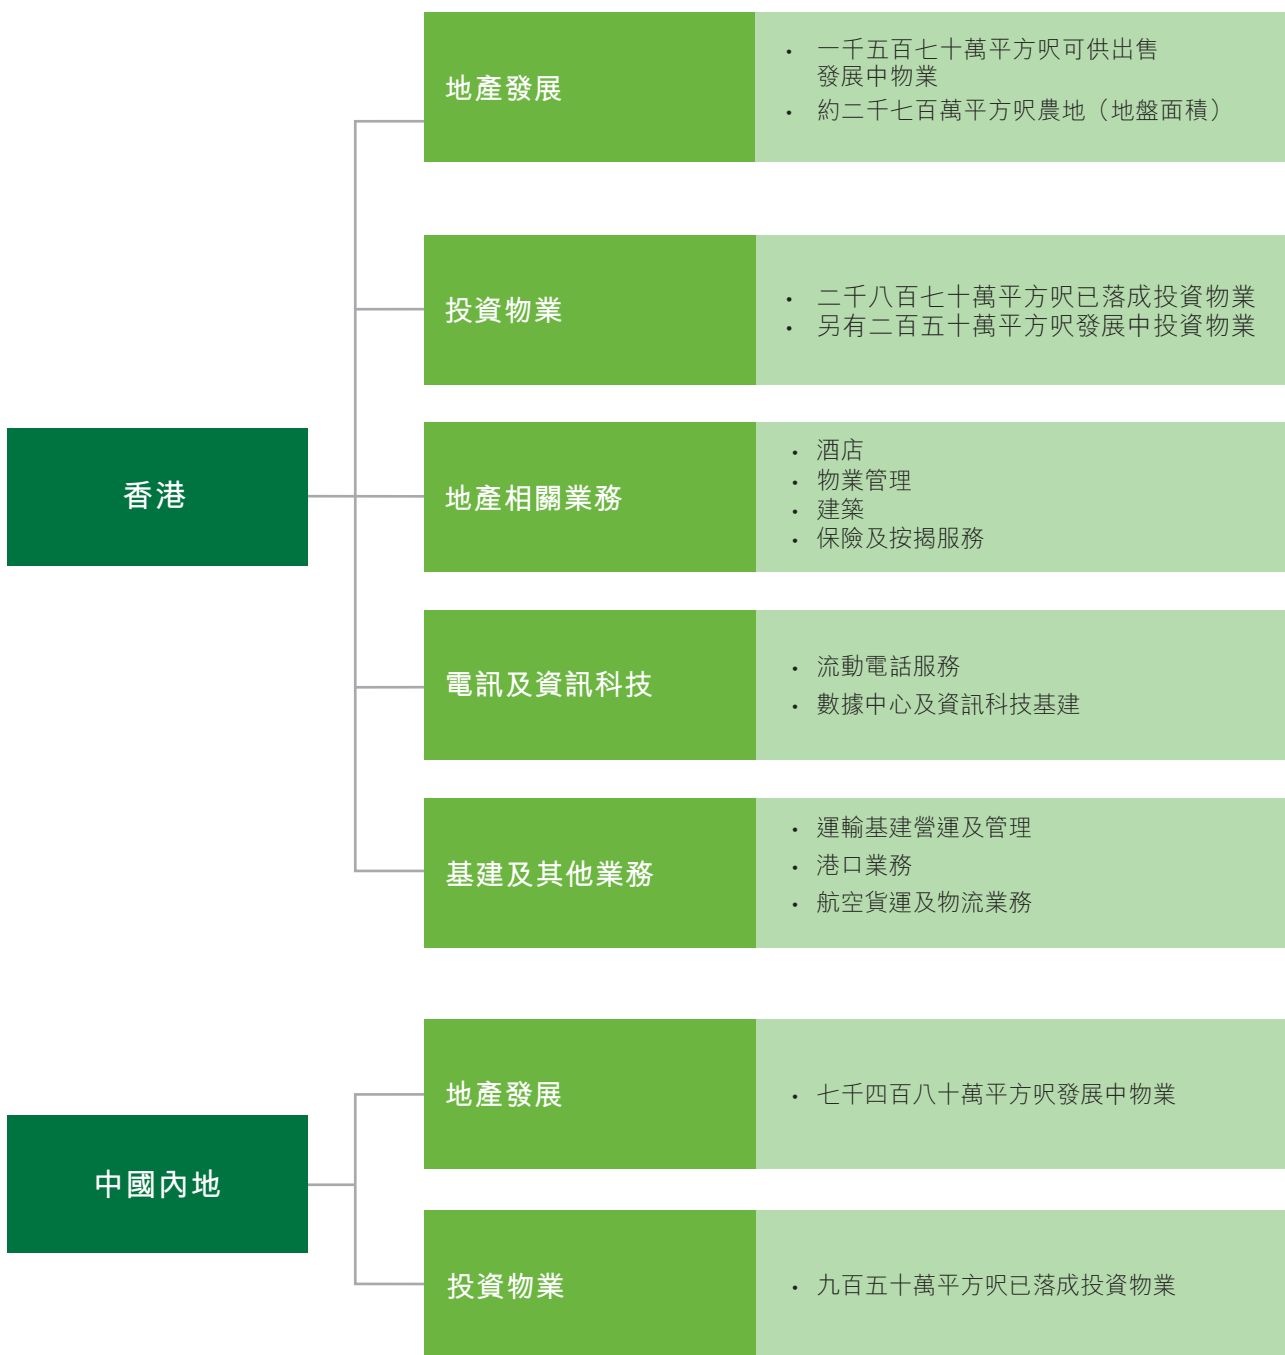 香港
地產發展
• 一千五百七十萬平方呎可供出售
發展中物業
• 約二千七百萬平方呎農地（地盤面積）
投資物業
• 二千八百七十萬平方呎已落成投資物業
• 另有二百五十萬平方呎發展中投資物業
地產相關業務
• 酒店
• 物業管理
• 建築
• 保險及按揭服務
電訊及資訊科技
• 流動電話服務
• 數據中心及資訊科技基建
基建及其他業務
• 運輸基建營運及管理
• 港口業務
• 航空貨運及物流業務
中國內地
地產發展
• 七千四百八十萬平方呎發展中物業
投資物業
• 九百五十萬平方呎已落成投資物業